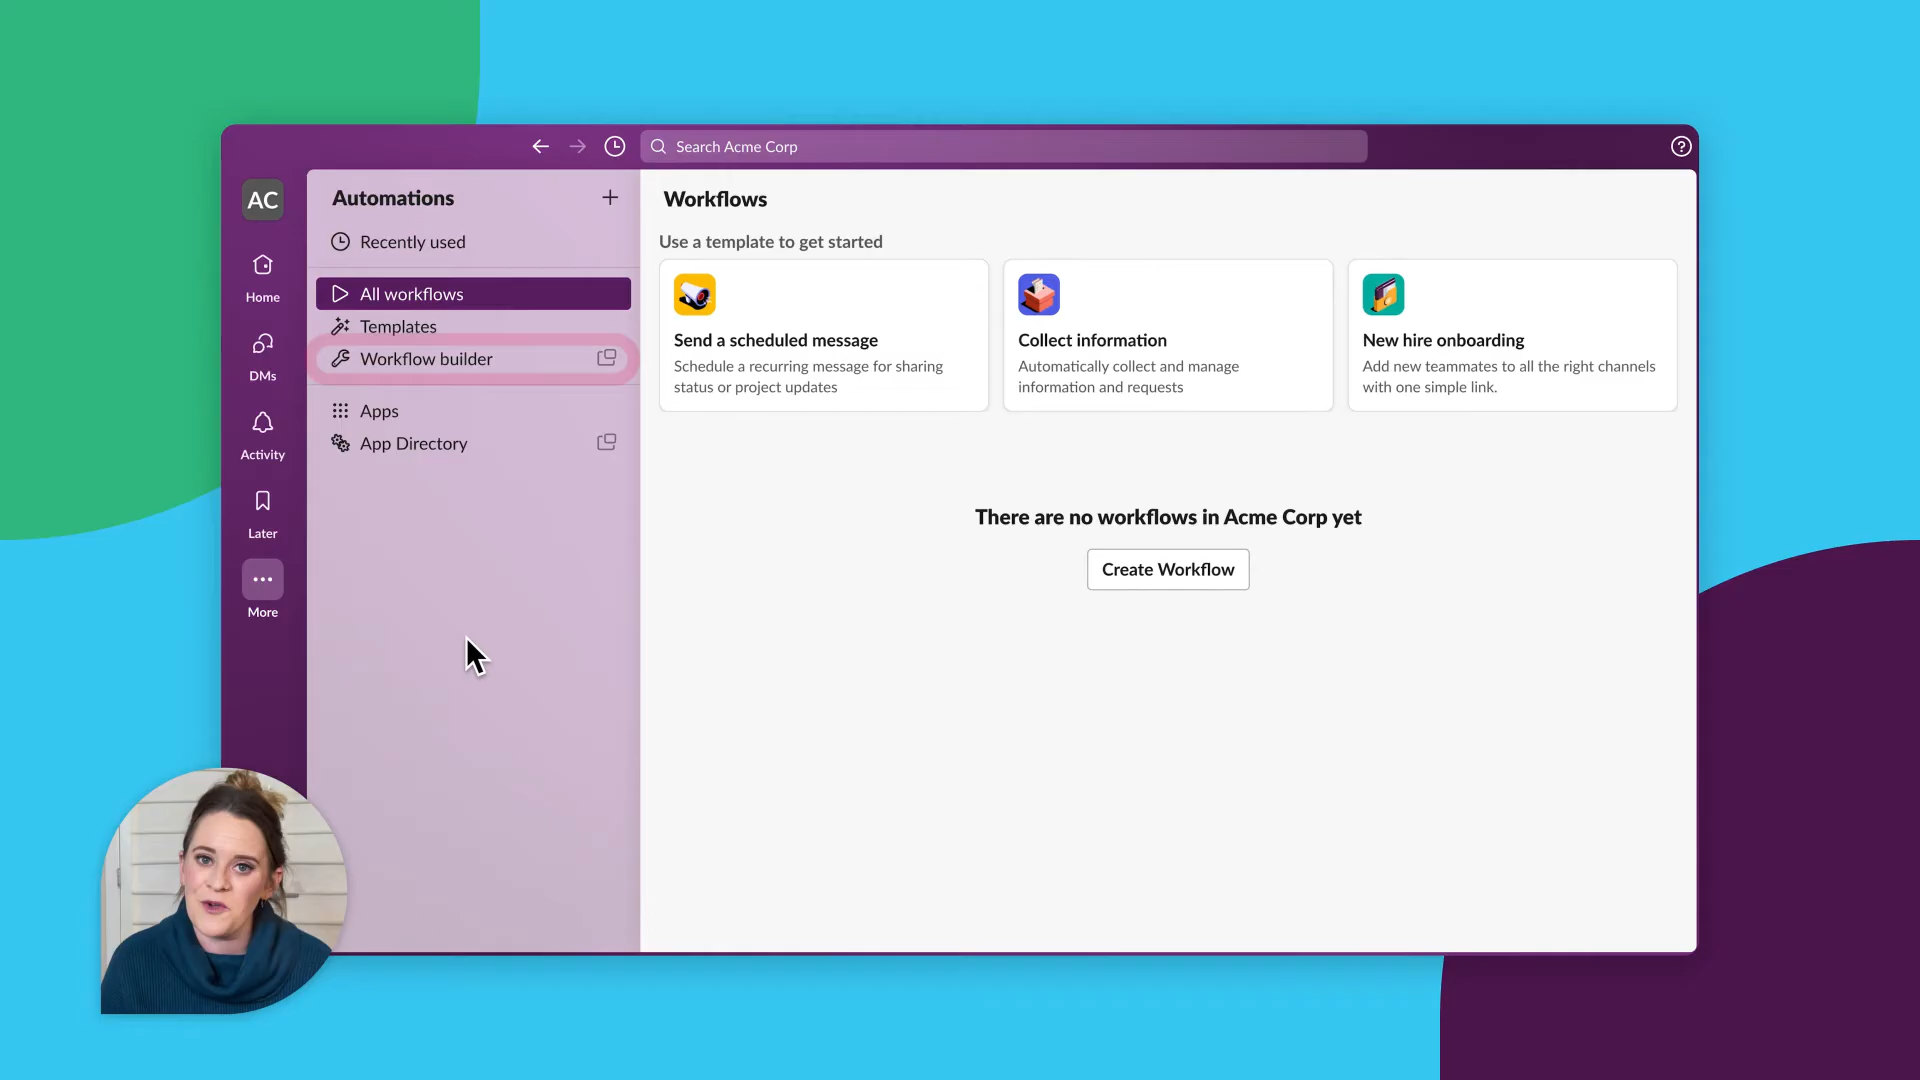 Search Acme Corp
AC
Home
DMs
Activity
Later
More
Automations
Recently used
All workflows
Templates
Workflow builder
Apps
App Directory
Workflows
Use a template to get started
Send a scheduled message
Schedule a recurring message for sharing
status or project updates
Collect information
Automatically collect and manage
information and requests
New hire onboarding
Add new teammates to all the right channels
with one simple link.
There are no workflows in Acme Corp yet
Create Workflow